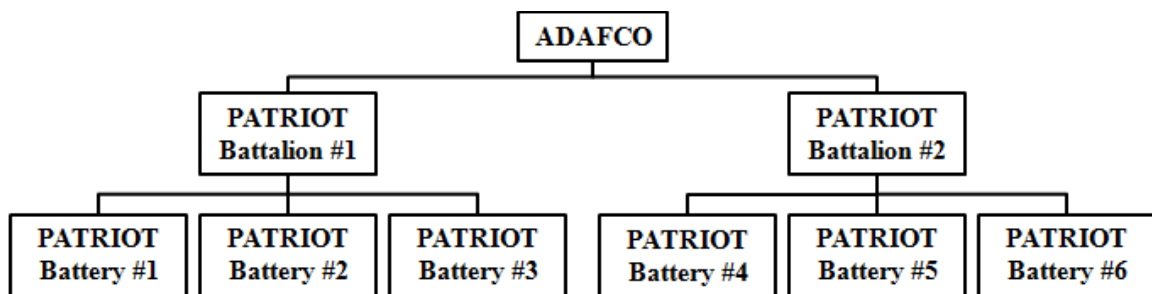 ADAFCO
PATRIOT
Battalion #1
PATRIOT
Battalion #2
PATRIOT
Battery #1
PATRIOT
Battery #2
PATRIOT
Battery #3
PATRIOT
Battery #4
PATRIOT
Battery #5
PATRIOT
Battery #6